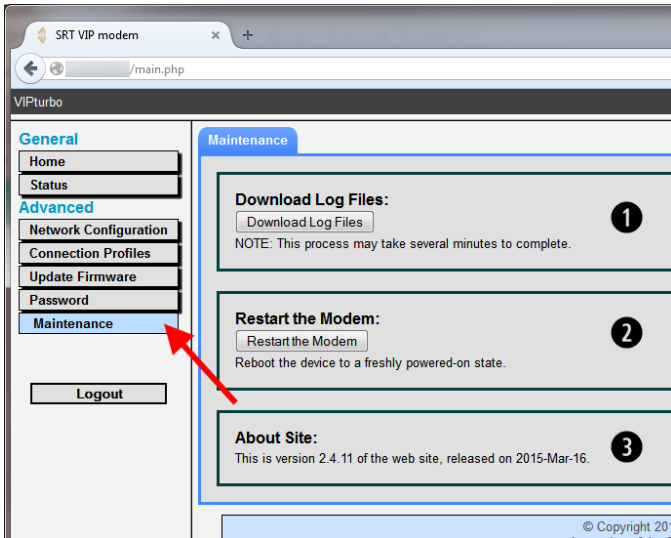 SRT VIP modem
/main.php
VIPturbo
General
Home
Status
Advanced
Network Configuration
Connection Profiles
Update Firmware
Password
Maintenance
Logout
Maintenance
Download Log Files:
Download Log Files
NOTE: This process may take several minutes to complete.
1
Restart the Modem:
Restart the Modem
Reboot the device to a freshly powered-on state.
2
About Site:
This is version 2.4.11 of the web site, released on 2015-Mar-16.
3
© Copyright 201